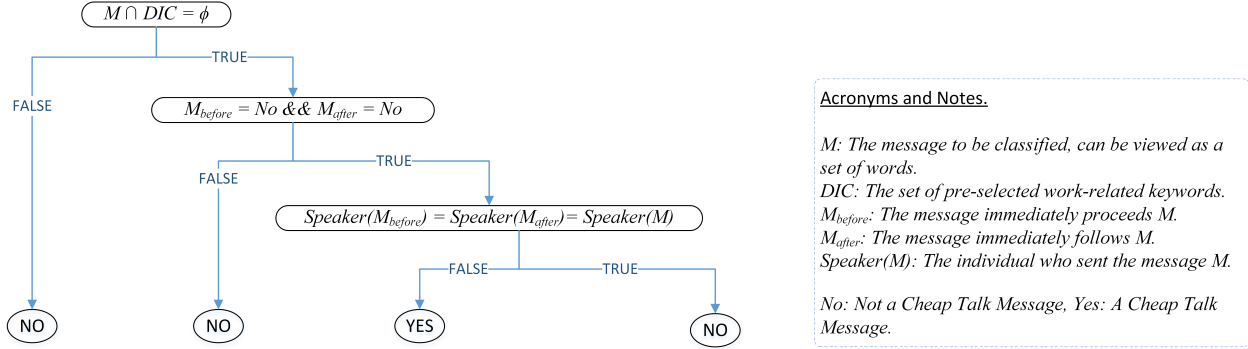 M ∩ DIC = ϕ
TRUE
FALSE
M_before = No && M_after = No
TRUE
FALSE
Speaker(M_before) = Speaker(M_after)= Speaker(M)
FALSE
TRUE
NO
NO
YES
NO
Acronyms and Notes.
M: The message to be classified, can be viewed as a
set of words.
DIC: The set of pre-selected work-related keywords.
M_before: The message immediately proceeds M.
M_after: The message immediately follows M.
Speaker(M): The individual who sent the message M.
No: Not a Cheap Talk Message, Yes: A Cheap Talk
Message.